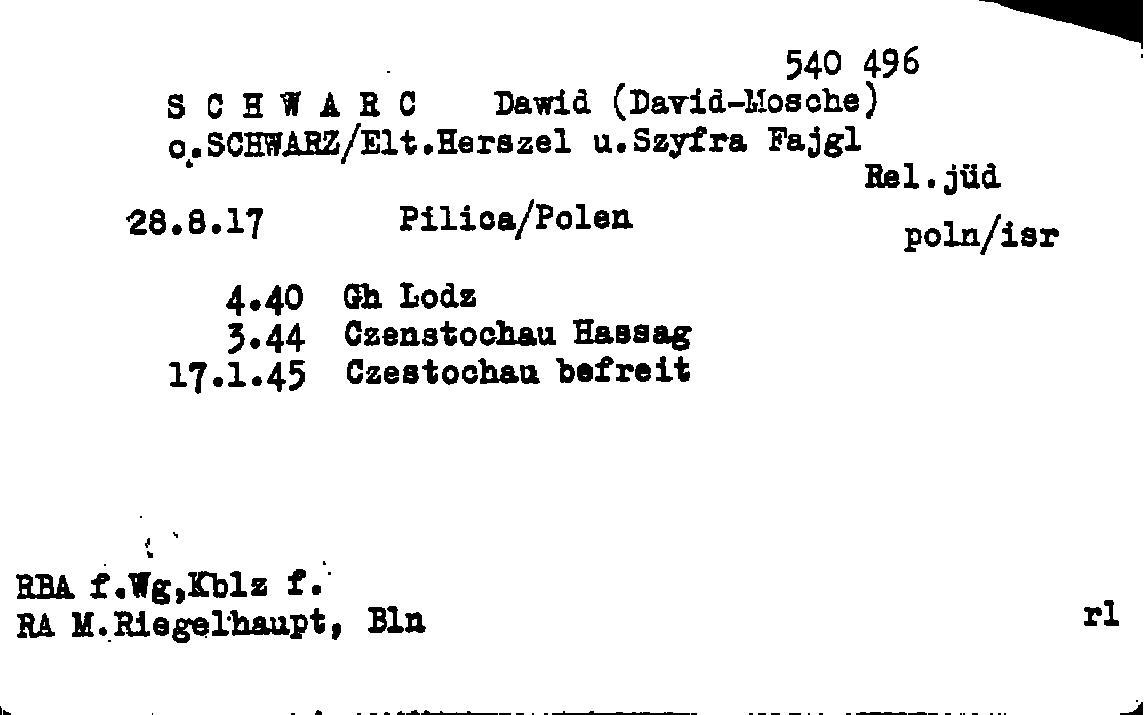 540 496
S C H W A R C Dawid (David-Mosche)
o.SCHWARZ/Elt.Herszel u.Szyfra Fajgl
Rel.jüd
28.8.17 Pilica/Polen
poln/isr
4.40 Gh Lodz
3.44 Czenstochau Hassag
17.1.45 Czestochau befreit
RBA f.Wg,Kblz f.
RA M.Riegelhaupt, Bln
rl